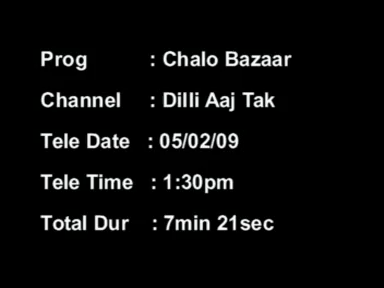 Prog : Chalo Bazaar
Channel : Dilli Aaj Tak
Tele Date : 05/02/09
Tele Time : 1:30pm
Total Dur : 7min 21sec